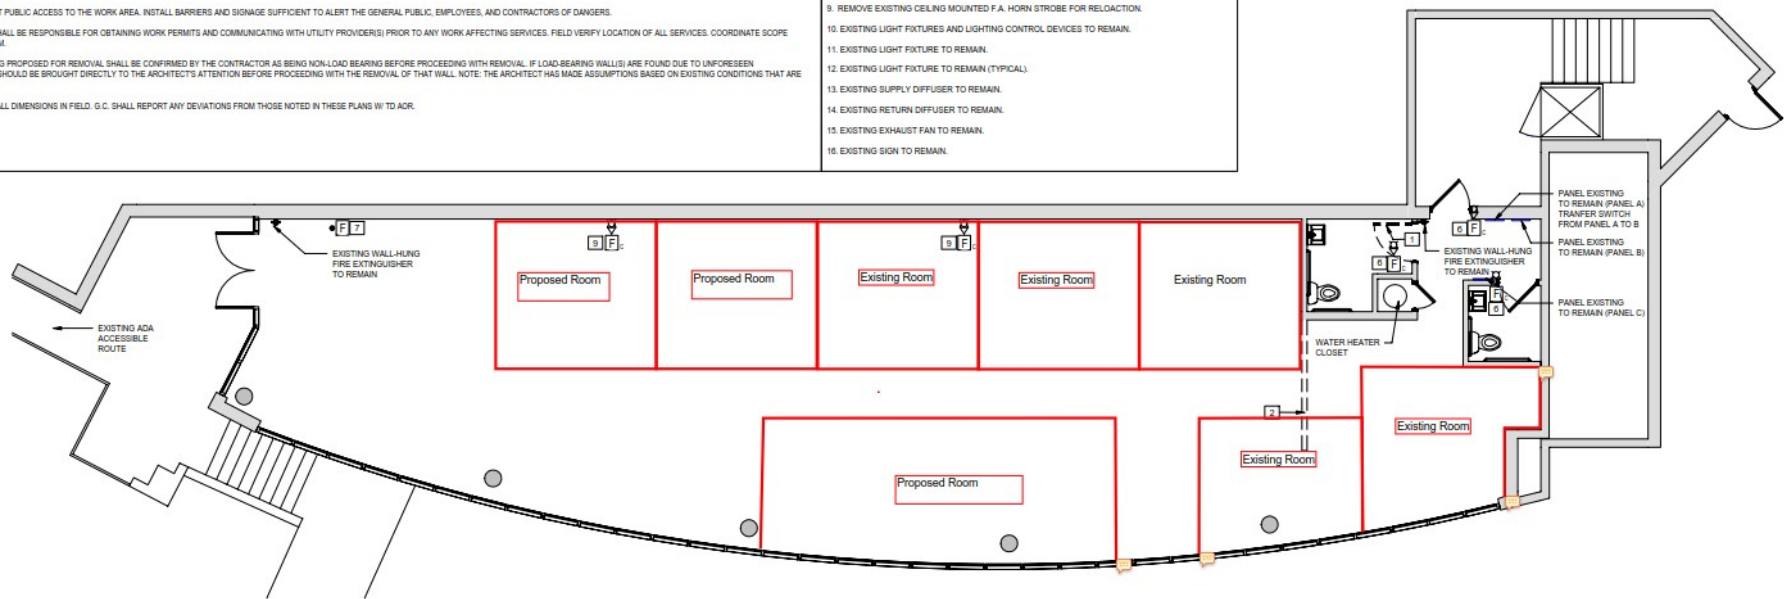 T PUBLIC ACCESS TO THE WORK AREA. INSTALL BARRIERS AND SIGNAGE SUFFICIENT TO ALERT THE GENERAL PUBLIC, EMPLOYEES, AND CONTRACTORS OF DANGERS.
HALL BE RESPONSIBLE FOR OBTAINING WORK PERMITS AND COMMUNICATING WITH UTILITY PROVIDER(S) PRIOR TO ANY WORK AFFECTING SERVICES. FIELD VERIFY LOCATION OF ALL SERVICES. COORDINATE SCOPE
M.
G PROPOSED FOR REMOVAL SHALL BE CONFIRMED BY THE CONTRACTOR AS BEING NON-LOAD BEARING BEFORE PROCEEDING WITH REMOVAL. IF LOAD-BEARING WALL(S) ARE FOUND DUE TO UNFORESEEN
SHOULD BE BROUGHT DIRECTLY TO THE ARCHITECT'S ATTENTION BEFORE PROCEEDING WITH THE REMOVAL OF THAT WALL. NOTE: THE ARCHITECT HAS MADE ASSUMPTIONS BASED ON EXISTING CONDITIONS THAT ARE
ALL DIMENSIONS IN FIELD. G.C. SHALL REPORT ANY DEVIATIONS FROM THOSE NOTED IN THESE PLANS W/ TD AOR.
9. REMOVE EXISTING CEILING MOUNTED F.A. HORN STROBE FOR RELOACTION.
10. EXISTING LIGHT FIXTURES AND LIGHTING CONTROL DEVICES TO REMAIN.
11. EXISTING LIGHT FIXTURE TO REMAIN.
12. EXISTING LIGHT FIXTURE TO REMAIN (TYPICAL).
13. EXISTING SUPPLY DIFFUSER TO REMAIN.
14. EXISTING RETURN DIFFUSER TO REMAIN.
15. EXISTING EXHAUST FAN TO REMAIN.
16. EXISTING SIGN TO REMAIN.
F 7
EXISTING WALL-HUNG
FIRE EXTINGUISHER
TO REMAIN
EXISTING ADA
ACCESSIBLE
ROUTE
9 F C
9 F C
Proposed Room
Proposed Room
Existing Room
Existing Room
Existing Room
1
6 F C
6 F C
EXISTING WALL-HUNG
FIRE EXTINGUISHER
TO REMAIN
PANEL EXISTING
TO REMAIN (PANEL A)
TRANFER SWITCH
FROM PANEL A TO B
PANEL EXISTING
TO REMAIN (PANEL B)
F C
6
PANEL EXISTING
TO REMAIN (PANEL C)
WATER HEATER
CLOSET
2
Existing Room
Existing Room
Proposed Room